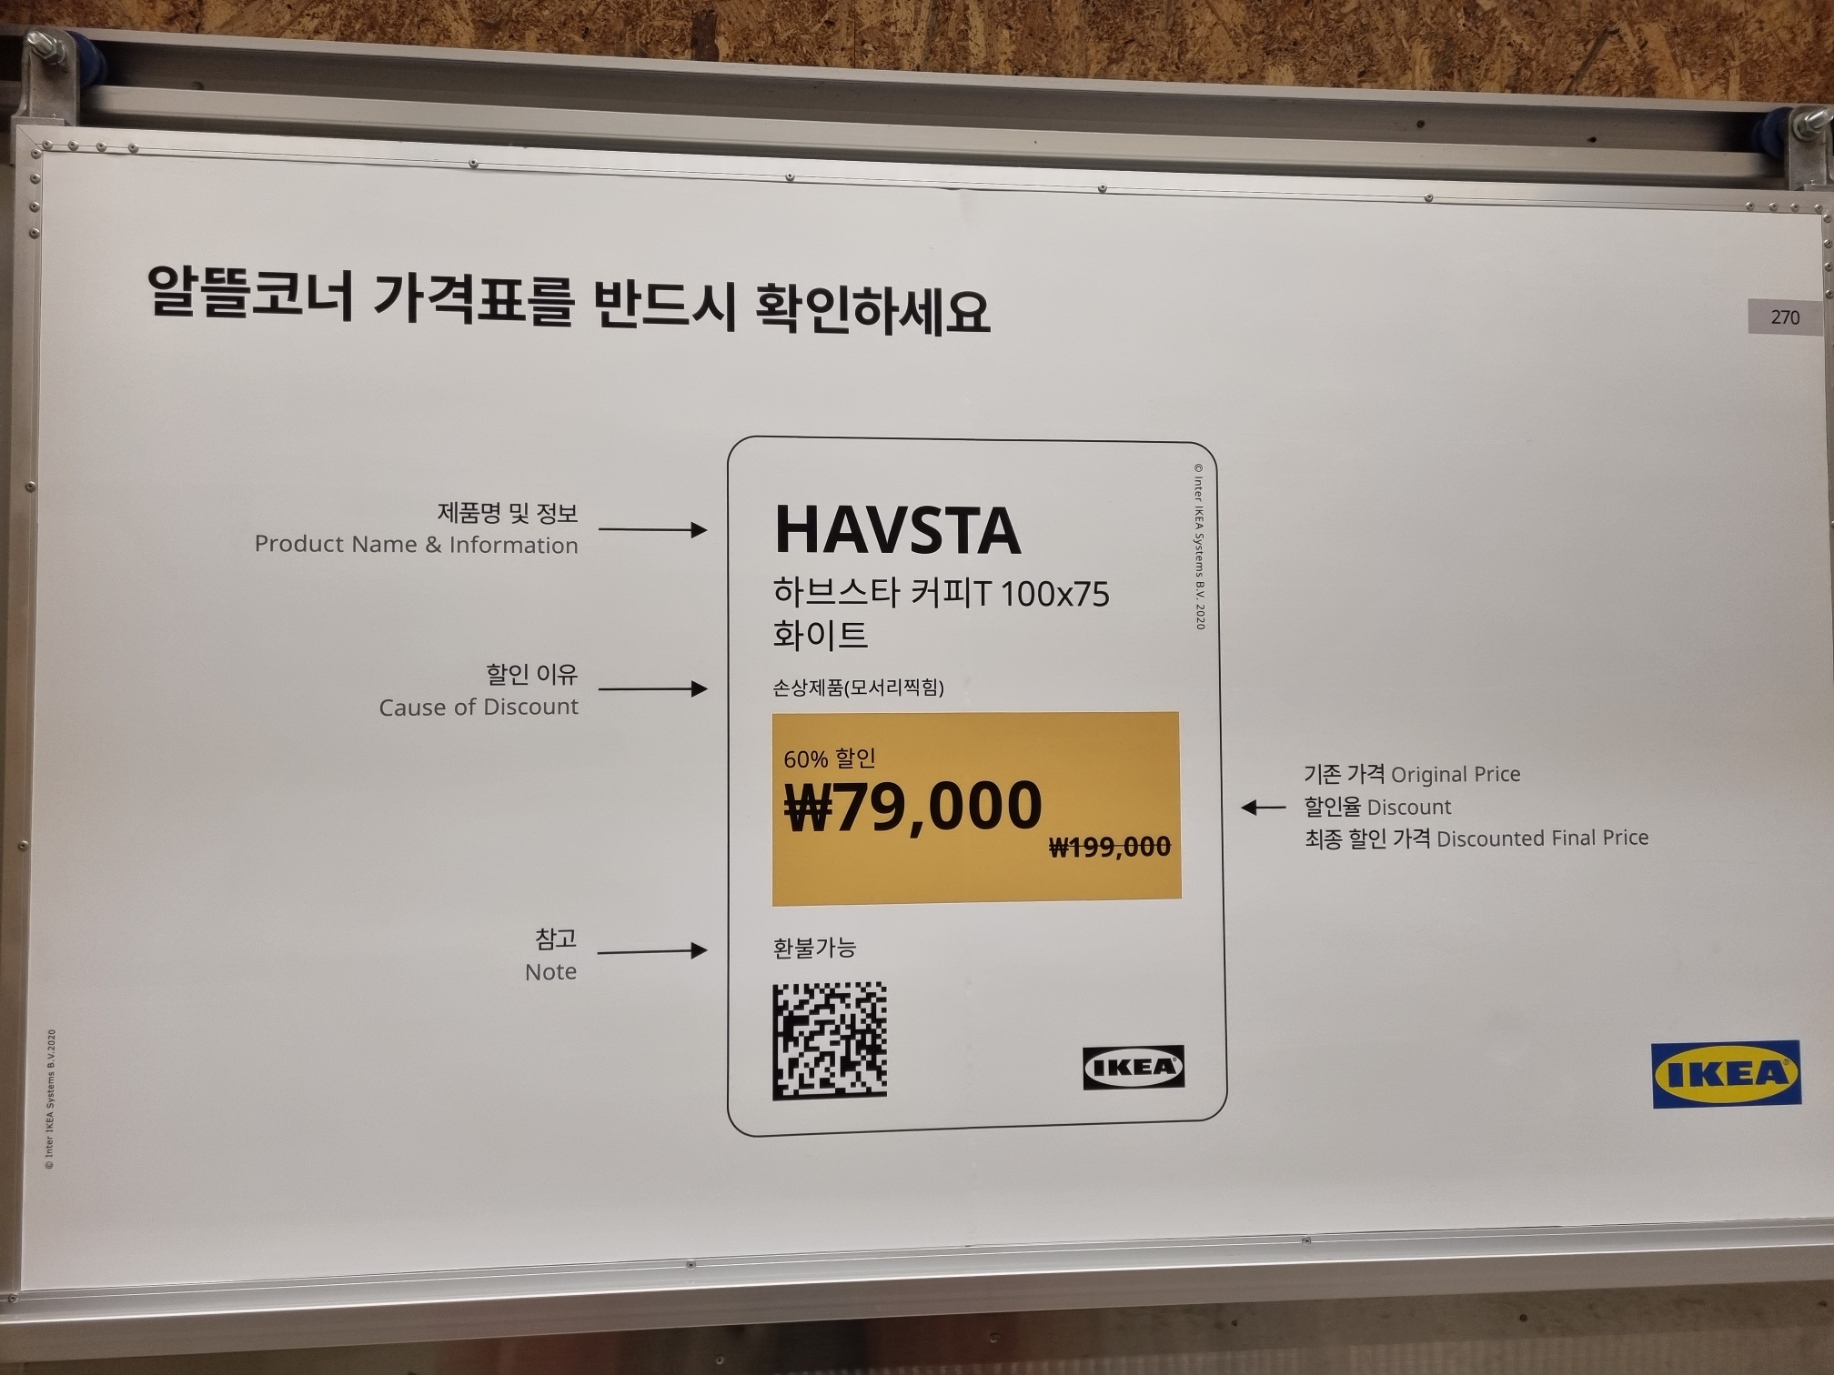 알뜰코너 가격표를 반드시 확인하세요
270
제품명 및 정보
Product Name & Information
할인 이유
Cause of Discount
참고
Note
© Inter IKEA Systems B.V. 2020
HAVSTA
하브스타 커피T 100x75
화이트
손상제품(모서리찍힘)
60% 할인
₩79,000
₩199,000
환불가능
IKEA
기존 가격 Original Price
할인율 Discount
최종 할인 가격 Discounted Final Price
© Inter IKEA Systems B.V.2020
IKEA